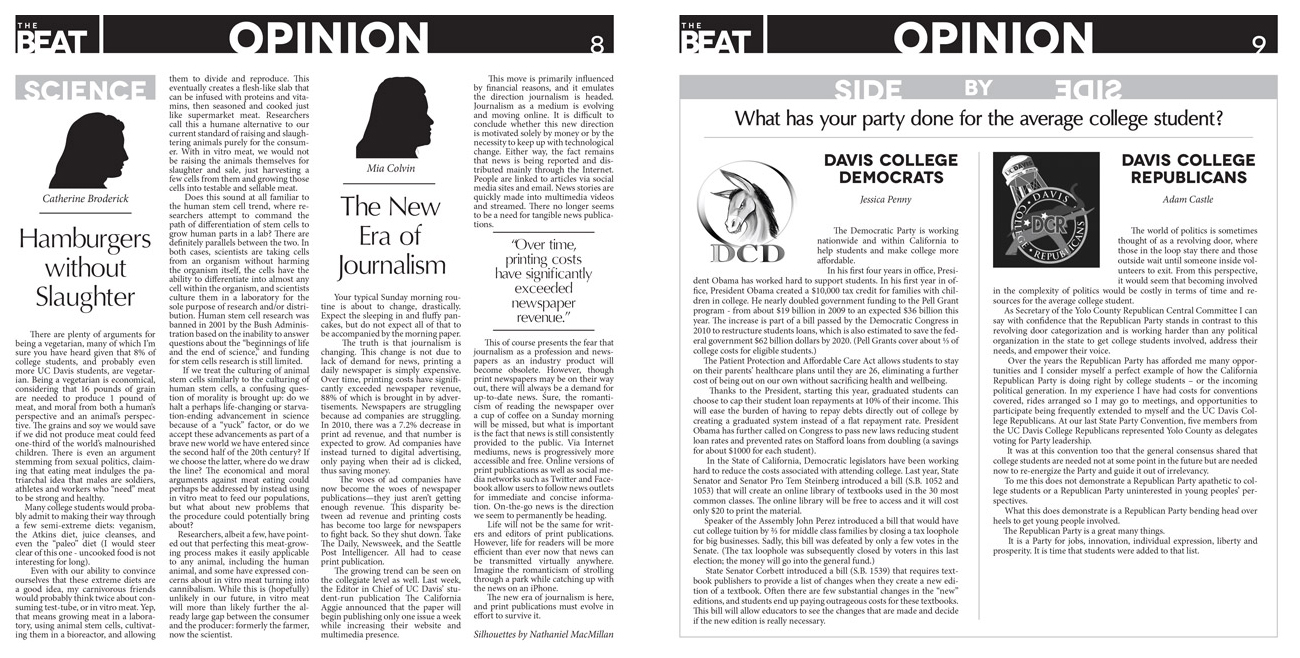 THE
BEAT
OPINION
8
SCIENCE
Catherine Broderick
Hamburgers
without
Slaughter
There are plenty of arguments for
being a vegetarian, many of which I'm
sure you have heard given that 8% of
college students, and probably even
more UC Davis students, are vegetar-
ian. Being a vegetarian is economical,
considering that 16 pounds of grain
are needed to produce 1 pound of
meat, and moral from both a human's
perspective and an animal's perspec-
tive. The grains and soy we would save
if we did not produce meat could feed
one-third of the world's malnourished
children. There is even an argument
stemming from sexual politics, claim-
ing that eating meat indulges the pa-
triarchal idea that males are soldiers,
athletes and workers who "need" meat
to be strong and healthy.
Many college students would proba-
bly admit to making their way through
a few semi-extreme diets: veganism,
the Atkins diet, juice cleanses, and
even the "paleo" diet (I would steer
clear of this one - uncooked food is not
interesting for long).
Even with our ability to convince
ourselves that these extreme diets are
a good idea, my carnivorous friends
would probably think twice about con-
suming test-tube, or in vitro meat. Yep,
that means growing meat in a labora-
tory, using animal stem cells, cultivat-
ing them in a bioreactor, and allowing
them to divide and reproduce. This
eventually creates a flesh-like slab that
can be infused with proteins and vita-
mins, then seasoned and cooked just
like supermarket meat. Researchers
call this a humane alternative to our
current standard of raising and slaugh-
tering animals purely for the consum-
er. With in vitro meat, we would not
be raising the animals themselves for
slaughter and sale, just harvesting a
few cells from them and growing those
cells into testable and sellable meat.
Does this sound at all familiar to
the human stem cell trend, where re-
searchers attempt to command the
path of differentiation of stem cells to
grow human parts in a lab? There are
definitely parallels between the two. In
both cases, scientists are taking cells
from an organism without harming
the organism itself, the cells have the
ability to differentiate into almost any
cell within the organism, and scientists
culture them in a laboratory for the
sole purpose of research and/or distri-
bution. Human stem cell research was
banned in 2001 by the Bush Adminis-
tration based on the inability to answer
questions about the "beginnings of life
and the end of science," and funding
for stem cells research is still limited.
If we treat the culturing of animal
stem cells similarly to the culturing of
human stem cells, a confusing ques-
tion of morality is brought up: do we
halt a perhaps life-changing or starva-
tion-ending advancement in science
because of a "yuck" factor, or do we
accept these advancements as part of a
brave new world we have entered since
the second half of the 20th century? If
we choose the latter, where do we draw
the line? The economical and moral
arguments against meat eating could
perhaps be addressed by instead using
in vitro meat to feed our populations,
but what about new problems that
the procedure could potentially bring
about?
Researchers, albeit a few, have point-
ed out that perfecting this meat-grow-
ing process makes it easily applicable
to any animal, including the human
animal, and some have expressed con-
cerns about in vitro meat turning into
cannibalism. While this is (hopefully)
unlikely in our future, in vitro meat
will more than likely further the al-
ready large gap between the consumer
and the producer: formerly the farmer,
now the scientist.
Mia Colvin
The New
Era of
Journalism
Your typical Sunday morning rou-
tine is about to change, drastically.
Expect the sleeping in and fluffy pan-
cakes, but do not expect all of that to
be accompanied by the morning paper.
The truth is that journalism is
changing. This change is not due to
lack of demand for news, printing a
daily newspaper is simply expensive.
Over time, printing costs have signifi-
cantly exceeded newspaper revenue,
88% of which is brought in by adver-
tisements. Newspapers are struggling
because ad companies are struggling.
In 2010, there was a 7.2% decrease in
print ad revenue, and that number is
expected to grow. Ad companies have
instead turned to digital advertising,
only paying when their ad is clicked,
thus saving money.
The woes of ad companies have
now become the woes of newspaper
publications—they just aren't getting
enough revenue. This disparity be-
tween ad revenue and printing costs
has become too large for newspapers
to fight back. So they shut down. Take
The Daily, Newsweek, and the Seattle
Post Intelligencer. All had to cease
print publication.
The growing trend can be seen on
the collegiate level as well. Last week,
the Editor in Chief of UC Davis' stu-
dent-run publication The California
Aggie announced that the paper will
begin publishing only one issue a week
while increasing their website and
multimedia presence.
This move is primarily influenced
by financial reasons, and it emulates
the direction journalism is headed.
Journalism as a medium is evolving
and moving online. It is difficult to
conclude whether this new direction
is motivated solely by money or by the
necessity to keep up with technological
change. Either way, the fact remains
that news is being reported and dis-
tributed mainly through the Internet.
People are linked to articles via social
media sites and email. News stories are
quickly made into multimedia videos
and streamed. There no longer seems
to be a need for tangible news publica-
tions.
"Over time,
printing costs
have significantly
exceeded
newspaper
revenue."
This of course presents the fear that
journalism as a profession and news-
papers as an industry product will
become obsolete. However, though
print newspapers may be on their way
out, there will always be a demand for
up-to-date news. Sure, the romanti-
cism of reading the newspaper over
a cup of coffee on a Sunday morning
will be missed, but what is important
is the fact that news is still consistently
provided to the public. Via Internet
mediums, news is progressively more
accessible and free. Online versions of
print publications as well as social me-
dia networks such as Twitter and Face-
book allow users to follow news outlets
for immediate and concise informa-
tion. On-the-go news is the direction
we seem to permanently be heading.
Life will not be the same for writ-
ers and editors of print publications.
However, life for readers will be more
efficient than ever now that news can
be transmitted virtually anywhere.
Imagine the romanticism of strolling
through a park while catching up with
the news on an iPhone.
The new era of journalism is here,
and print publications must evolve in
effort to survive it.
Silhouettes by Nathaniel MacMillan
THE
BEAT
OPINION
9
SIDE BY SIDE
What has your party done for the average college student?
DCD
DAVIS COLLEGE
DEMOCRATS
Jessica Penny
The Democratic Party is working
nationwide and within California to
help students and make college more
affordable.
In his first four years in office, Presi-
dent Obama has worked hard to support students. In his first year in of-
fice, President Obama created a $10,000 tax credit for families with chil-
dren in college. He nearly doubled government funding to the Pell Grant
program - from about $19 billion in 2009 to an expected $36 billion this
year. The increase is part of a bill passed by the Democratic Congress in
2010 to restructure students loans, which is also estimated to save the fed-
eral government $62 billion dollars by 2020. (Pell grants cover about ⅓ of
college costs for eligible students.)
The Patient Protection and Affordable Care Act allows students to stay
on their parents' healthcare plans until they are 26, eliminating a further
cost of being out on our own without sacrificing health and wellbeing.
Thanks to the President, starting this year, graduated students can
choose to cap their student loan repayments at 10% of their income. This
will ease the burden of having to repay debts directly out of college by
creating a graduated system instead of a flat repayment rate. President
Obama has further called on Congress to pass new laws reducing student
loan rates and prevented rates on Stafford loans from doubling (a savings
for about $1000 for each student).
In the State of California, Democratic legislators have been working
hard to reduce the costs associated with attending college. Last year, State
Senator and Senator Pro Tem Steinberg introduced a bill (S.B. 1052 and
1053) that will create an online library of textbooks used in the 30 most
common classes. The online library will be free to access and it will cost
only $20 to print the material.
Speaker of the Assembly John Perez introduced a bill that would have
cut college tuition by ⅔ for middle class families by closing a tax loophole
for big businesses. Sadly, this bill was defeated by only a few votes in the
Senate. (The tax loophole was subsequently closed by voters in this last
election; the money will go into the general fund.)
State Senator Corbett introduced a bill (S.B. 1539) that requires text-
book publishers to provide a list of changes when they create a new edi-
tion of a textbook. Often there are few substantial changes in the "new"
editions, and students end up paying outrageous costs for these textbooks.
This bill will allow educators to see the changes that are made and decide
if the new edition is really necessary.
UC DAVIS
DAVIS
DCR
COLLEGE REPUBLICANS
DAVIS COLLEGE
REPUBLICANS
Adam Castle
The world of politics is sometimes
thought of as a revolving door, where
those in the loop stay there and those
outside wait until someone inside vol-
unteers to exit. From this perspective,
it would seem that becoming involved
in the complexity of politics would be costly in terms of time and re-
sources for the average college student.
As Secretary of the Yolo County Republican Central Committee I can
say with confidence that the Republican Party stands in contrast to this
revolving door categorization and is working harder than any political
organization in the state to get college students involved, address their
needs, and empower their voice.
Over the years the Republican Party has afforded me many oppor-
tunities and I consider myself a perfect example of how the California
Republican Party is doing right by college students – or the incoming
political generation. In my experience I have had costs for conventions
covered, rides arranged so I may go to meetings, and opportunities to
participate being frequently extended to myself and the UC Davis Col-
lege Republicans. At our last State Party Convention, five members from
the UC Davis College Republicans represented Yolo County as delegates
voting for Party leadership.
It was at this convention too that the general consensus shared that
college students are needed not at some point in the future but are needed
now to re-energize the Party and guide it out of irrelevancy.
To me this does not demonstrate a Republican Party apathetic to col-
lege students or a Republican Party uninterested in young peoples' per-
spectives.
What this does demonstrate is a Republican Party bending head over
heels to get young people involved.
The Republican Party is a great many things.
It is a Party for jobs, innovation, individual expression, liberty and
prosperity. It is time that students were added to that list.